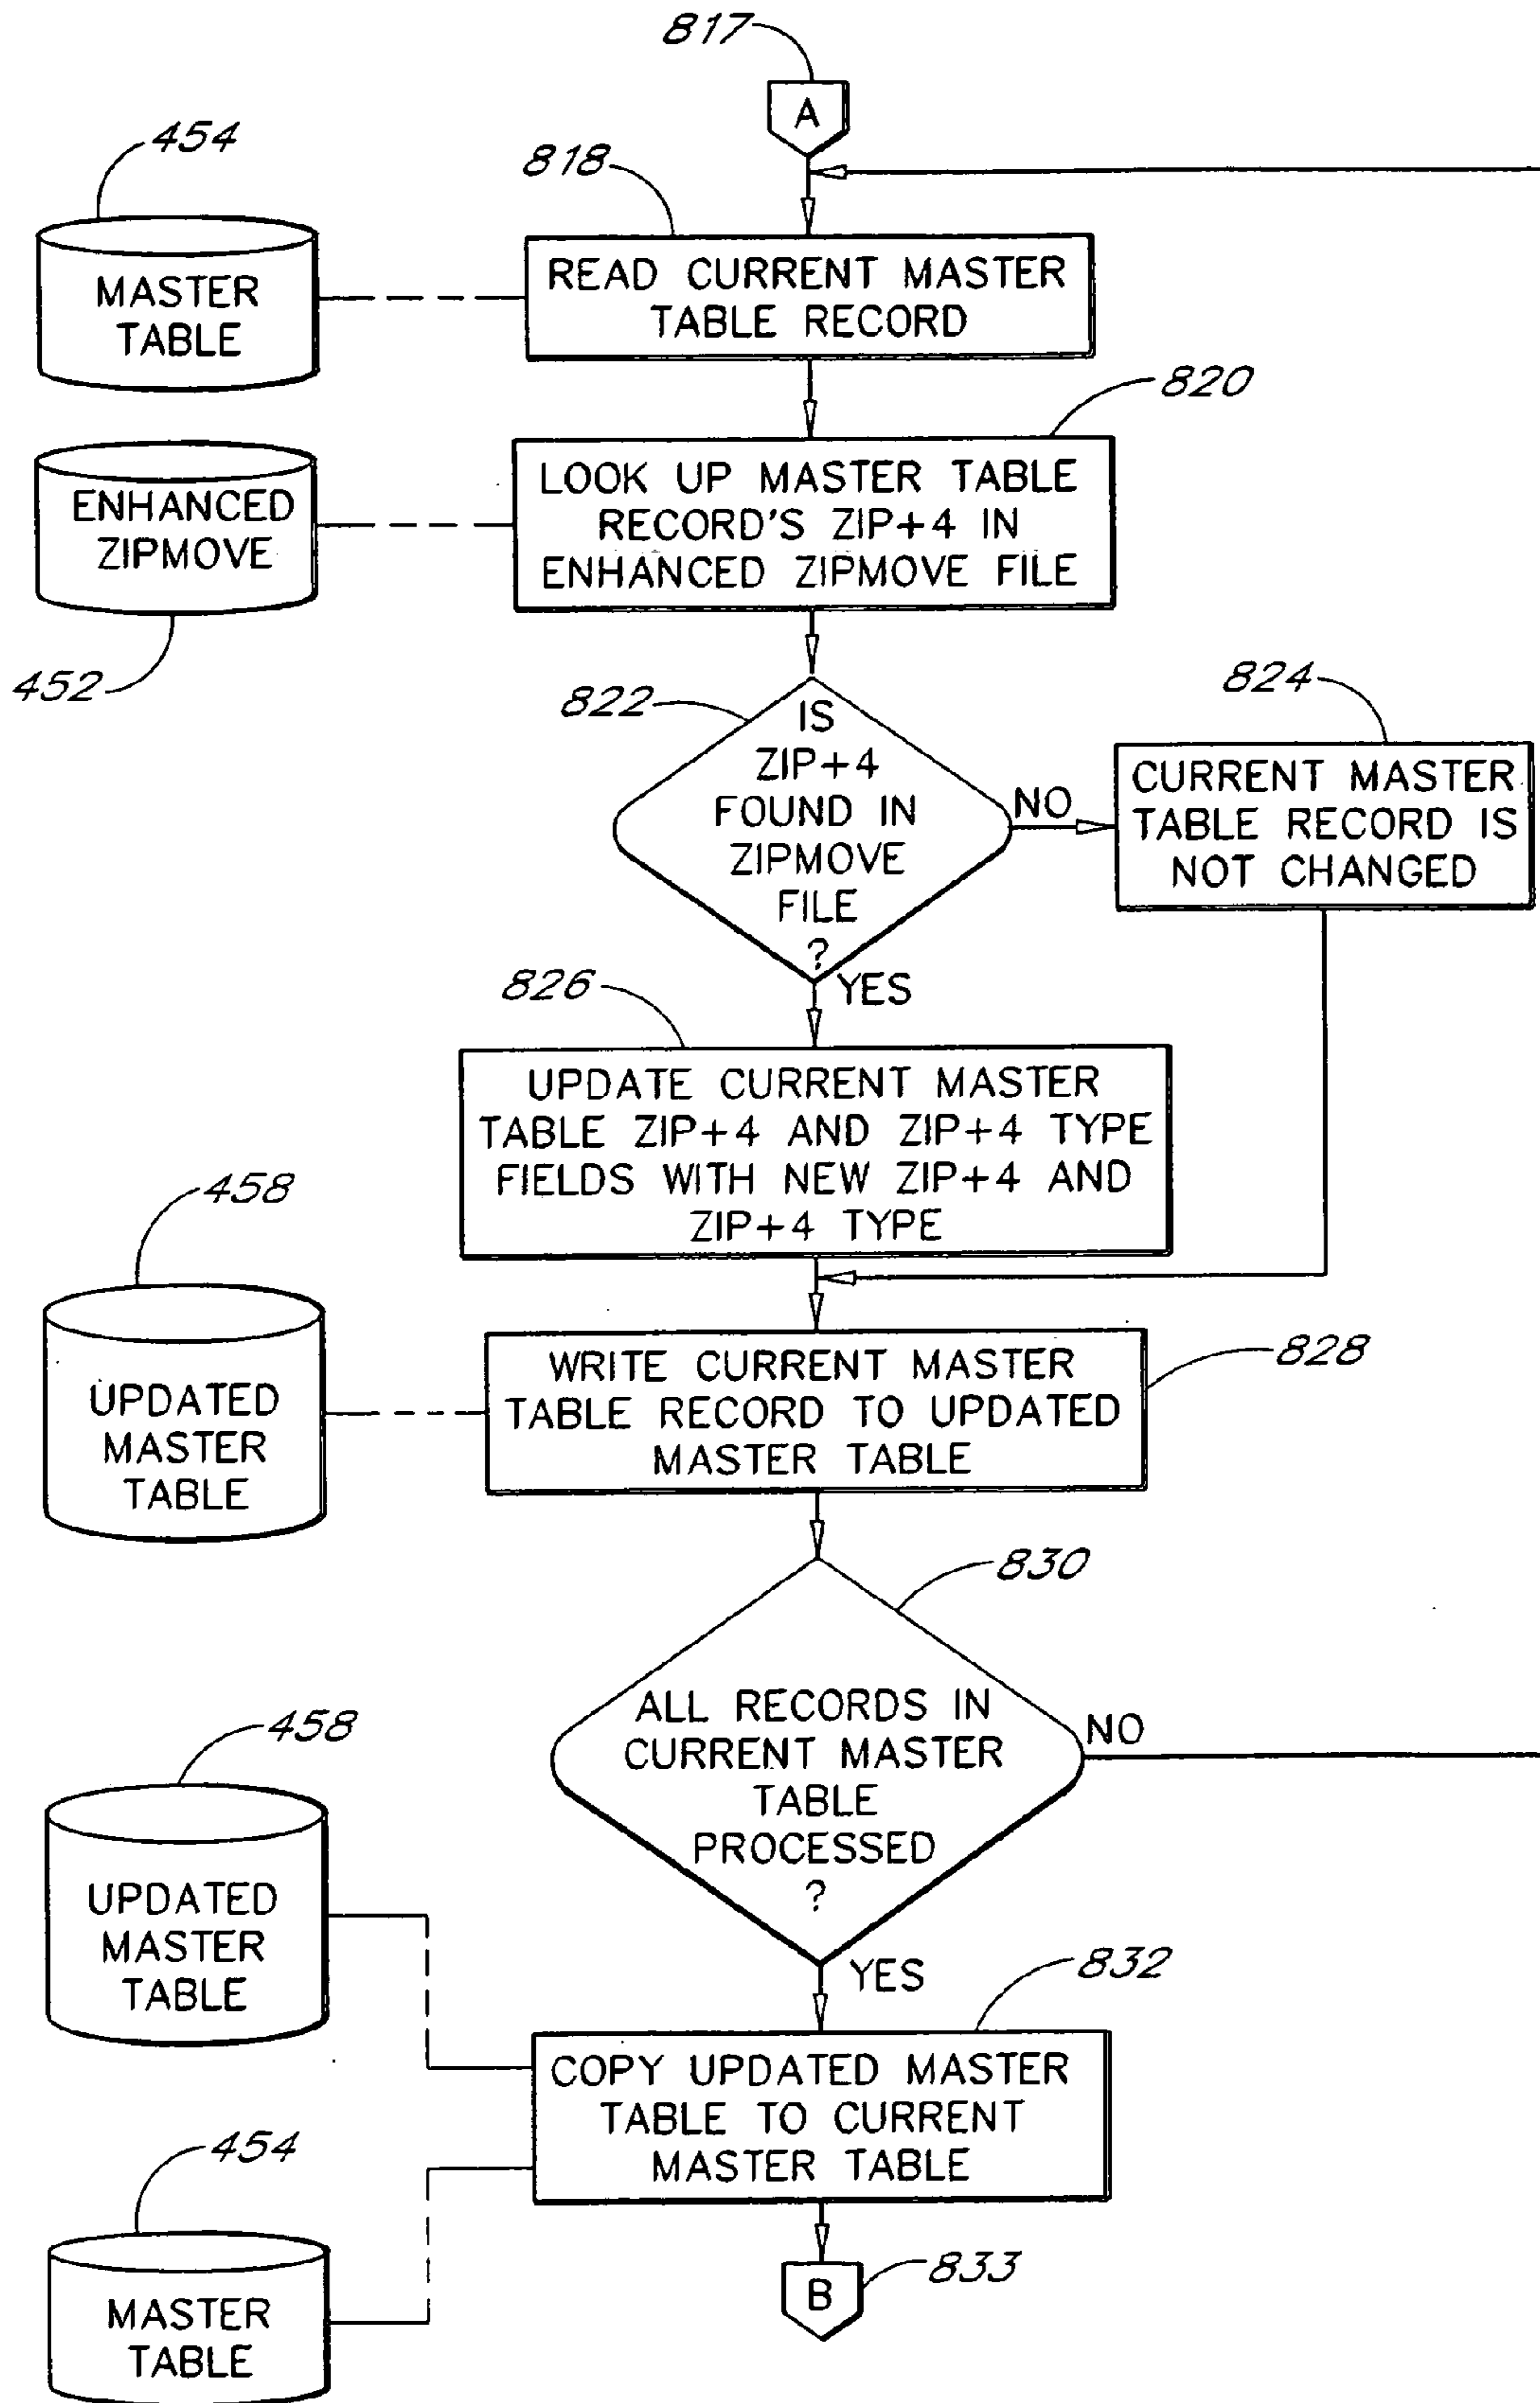 817
A
454
818
MASTER
TABLE
READ CURRENT MASTER
TABLE RECORD
820
ENHANCED
ZIPMOVE
LOOK UP MASTER TABLE
RECORD'S ZIP+4 IN
ENHANCED ZIPMOVE FILE
452
822
IS
ZIP+4
FOUND IN
ZIPMOVE
FILE
?
NO
824
CURRENT MASTER
TABLE RECORD IS
NOT CHANGED
YES
826
UPDATE CURRENT MASTER
TABLE ZIP+4 AND ZIP+4 TYPE
FIELDS WITH NEW ZIP+4 AND
ZIP+4 TYPE
458
UPDATED
MASTER
TABLE
WRITE CURRENT MASTER
TABLE RECORD TO UPDATED
MASTER TABLE
828
830
ALL RECORDS IN
CURRENT MASTER
TABLE
PROCESSED
?
NO
458
UPDATED
MASTER
TABLE
YES
832
COPY UPDATED MASTER
TABLE TO CURRENT
MASTER TABLE
454
MASTER
TABLE
B
833